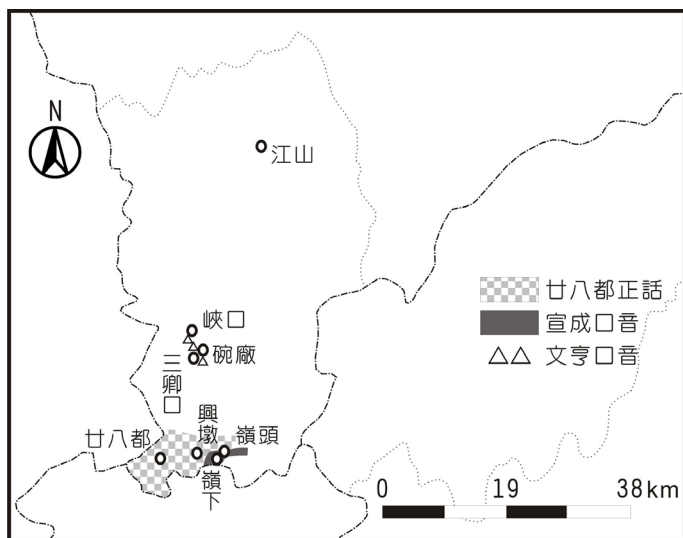 N
江山
峽口
碗廠
三卿口
廿八都
興墩
嶺頭
嶺下
廿八都正話
宣成口音
文亨口音
0 19 38km